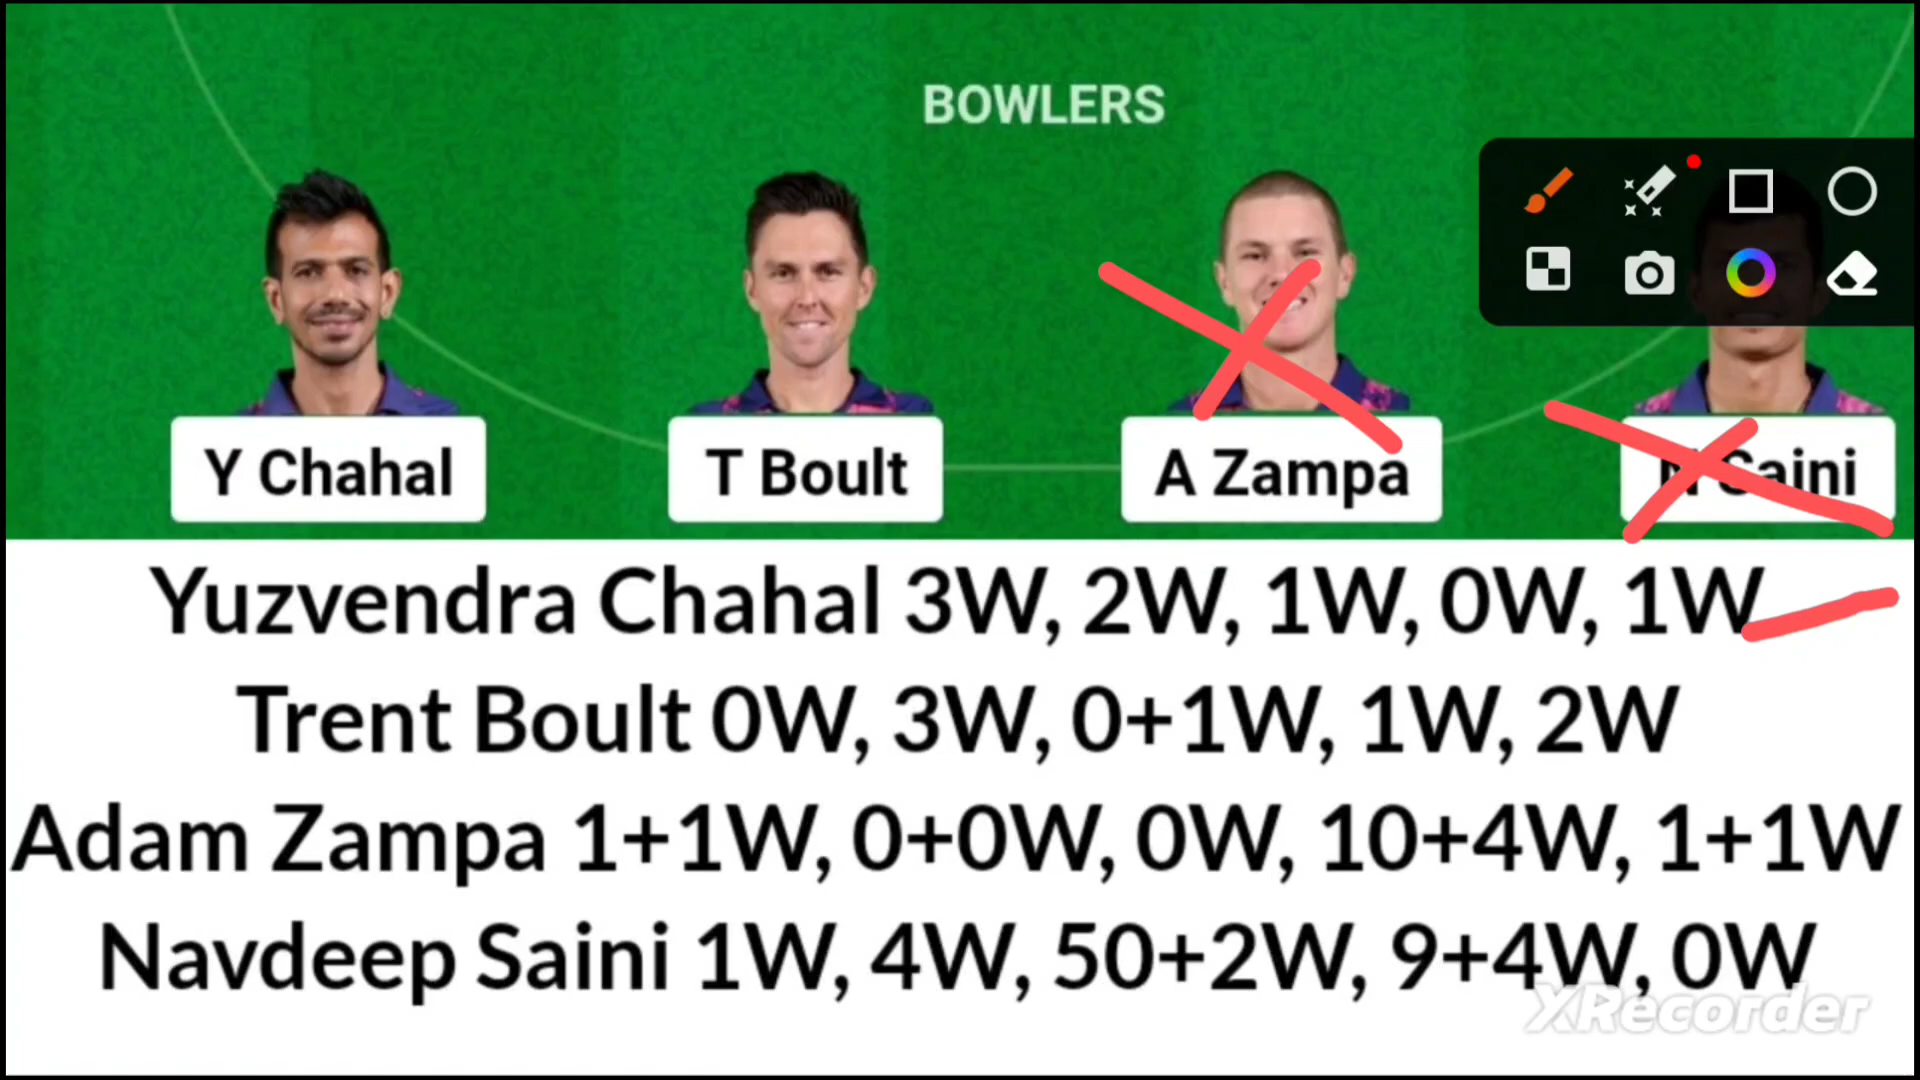 BOWLERS
Y Chahal
T Boult
A Zampa
N Saini
Yuzvendra Chahal 3W, 2W, 1W, 0W, 1W
Trent Boult 0W, 3W, 0+1W, 1W, 2W
Adam Zampa 1+1W, 0+0W, 0W, 10+4W, 1+1W
Navdeep Saini 1W, 4W, 50+2W, 9+4W, 0W
XRecorder